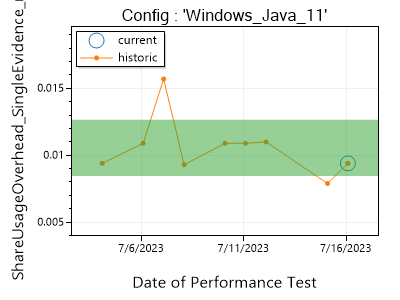 Config : 'Windows_Java_11'
current
historic
ShareUsageOverhead_SingleEvidence_
0.015
0.01
0.005
7/6/2023
7/11/2023
7/16/2023
Date of Performance Test